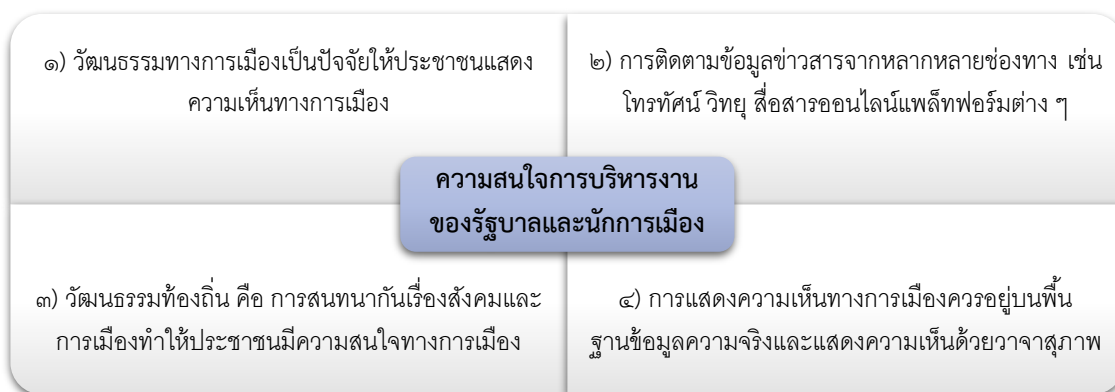 ๑) วัฒนธรรมทางการเมืองเป็นปัจจัยให้ประชาชนแสดง
ความเห็นทางการเมือง
๒) การติดตามข้อมูลข่าวสารจากหลากหลายช่องทาง เช่น
โทรทัศน์ วิทยุ สื่อสารออนไลน์แพล็ทฟอร์มต่าง ๆ
ความสนใจการบริหารงาน
ของรัฐบาลและนักการเมือง
๓) วัฒนธรรมท้องถิ่น คือ การสนทนากันเรื่องสังคมและ
การเมืองทำให้ประชาชนมีความสนใจทางการเมือง
๔) การแสดงความเห็นทางการเมืองควรอยู่บนพื้น
ฐานข้อมูลความจริงและแสดงความเห็นด้วยวาจาสุภาพ